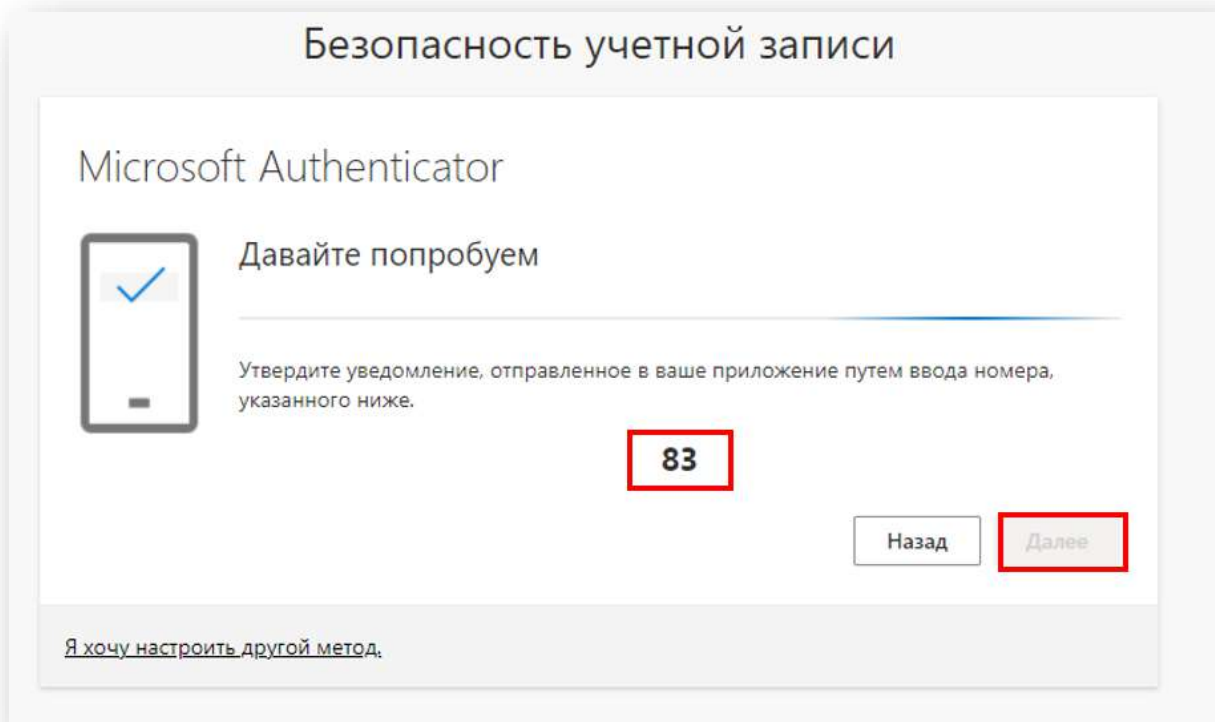 Безопасность учетной записи
Microsoft Authenticator
Давайте попробуем
Утвердите уведомление, отправленное в ваше приложение путем ввода номера,
указанного ниже.
83
Назад
Далее
Я хочу настроить другой метод.